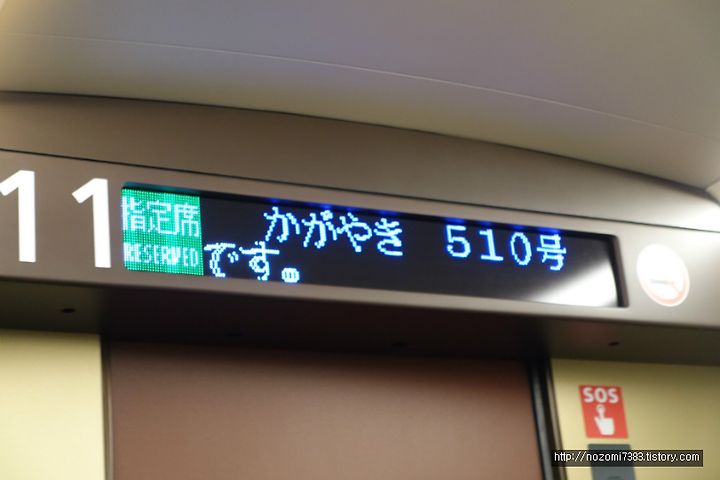 11
指定席
RESERVED
かがやき 510号
です。
SOS
http://nozomi7383.tistory.com